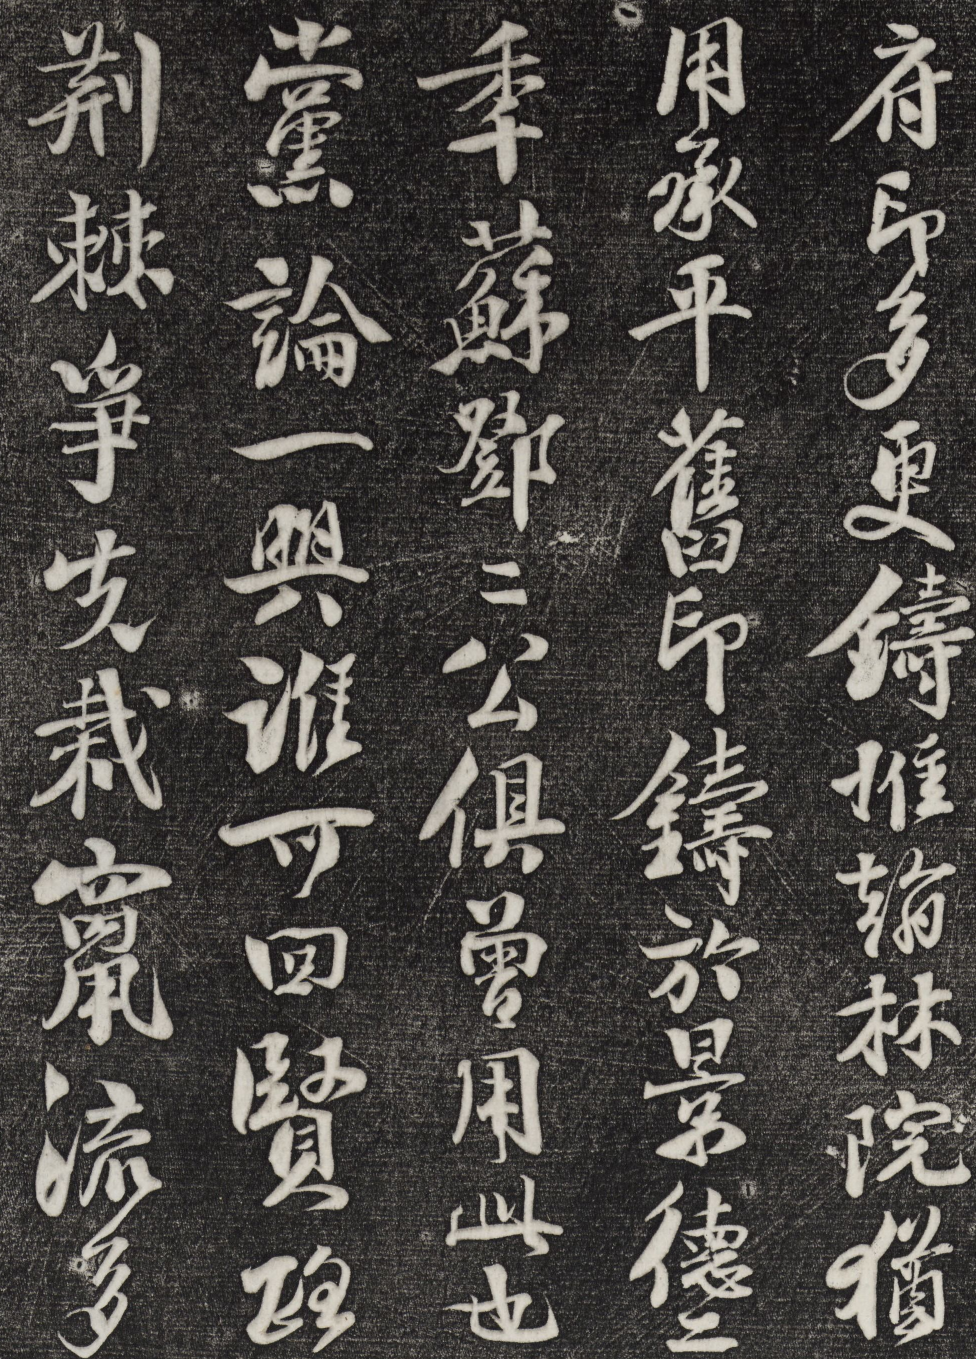 府印多更鑄惟翰林院猶
用承平舊印鑄於景德二
年蘇鄧二公俱曾用此也
黨論一興誰可回賢路
荊棘爭先栽竄流多